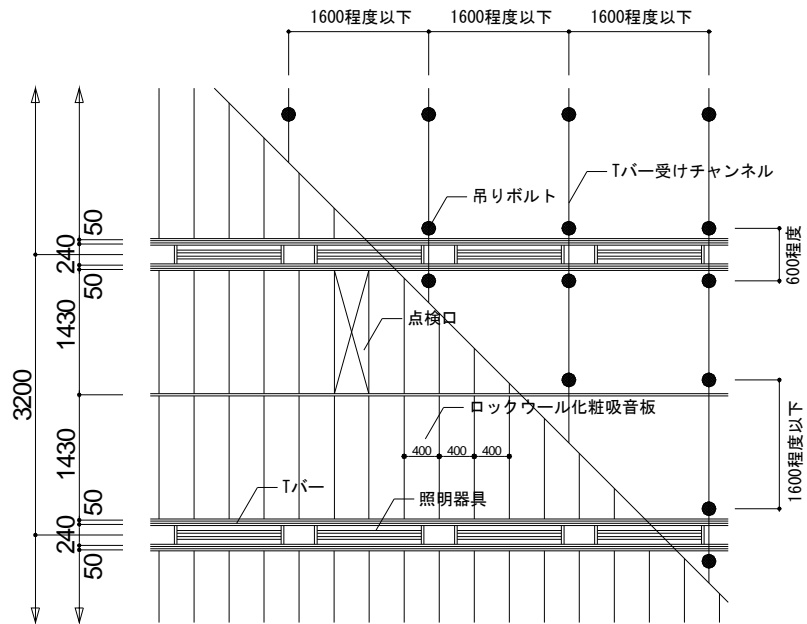 1600程度以下
1600程度以下
1600程度以下
Tバー受けチャンネル
吊りボルト
50
240
50
600程度
1430
点検口
3200
ロックウール化粧吸音板
1430
400
400
400
1600程度以下
Tバー
照明器具
50
240
50